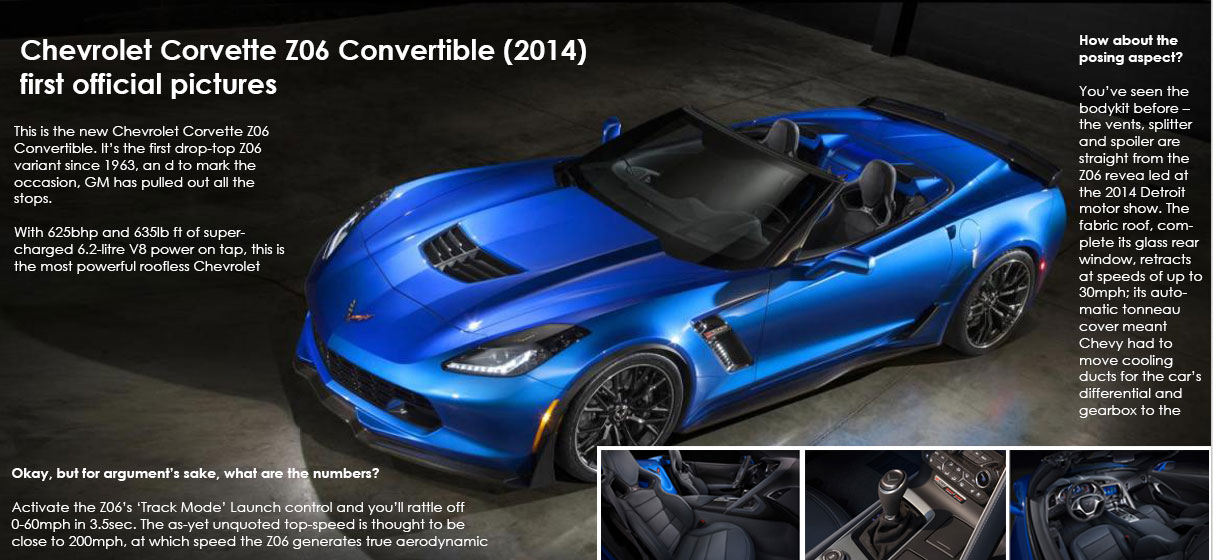 Chevrolet Corvette Z06 Convertible (2014)
first official pictures
This is the new Chevrolet Corvette Z06
Convertible. It's the first drop-top Z06
variant since 1963, an d to mark the
occasion, GM has pulled out all the
stops.
With 625bhp and 635lb ft of super-
charged 6.2-litre V8 power on tap, this is
the most powerful roofless Chevrolet
Okay, but for argument's sake, what are the numbers?
Activate the Z06's ‘Track Mode’ Launch control and you'll rattle off
0-60mph in 3.5sec. The as-yet unquoted top-speed is thought to be
close to 200mph, at which speed the Z06 generates true aerodynamic
How about the
posing aspect?
You've seen the
bodykit before –
the vents, splitter
and spoiler are
straight from the
Z06 revea led at
the 2014 Detroit
motor show. The
fabric roof, com-
plete its glass rear
window, retracts
at speeds of up to
30mph; its auto-
matic tonneau
cover meant
Chevy had to
move cooling
ducts for the car's
differential and
gearbox to the